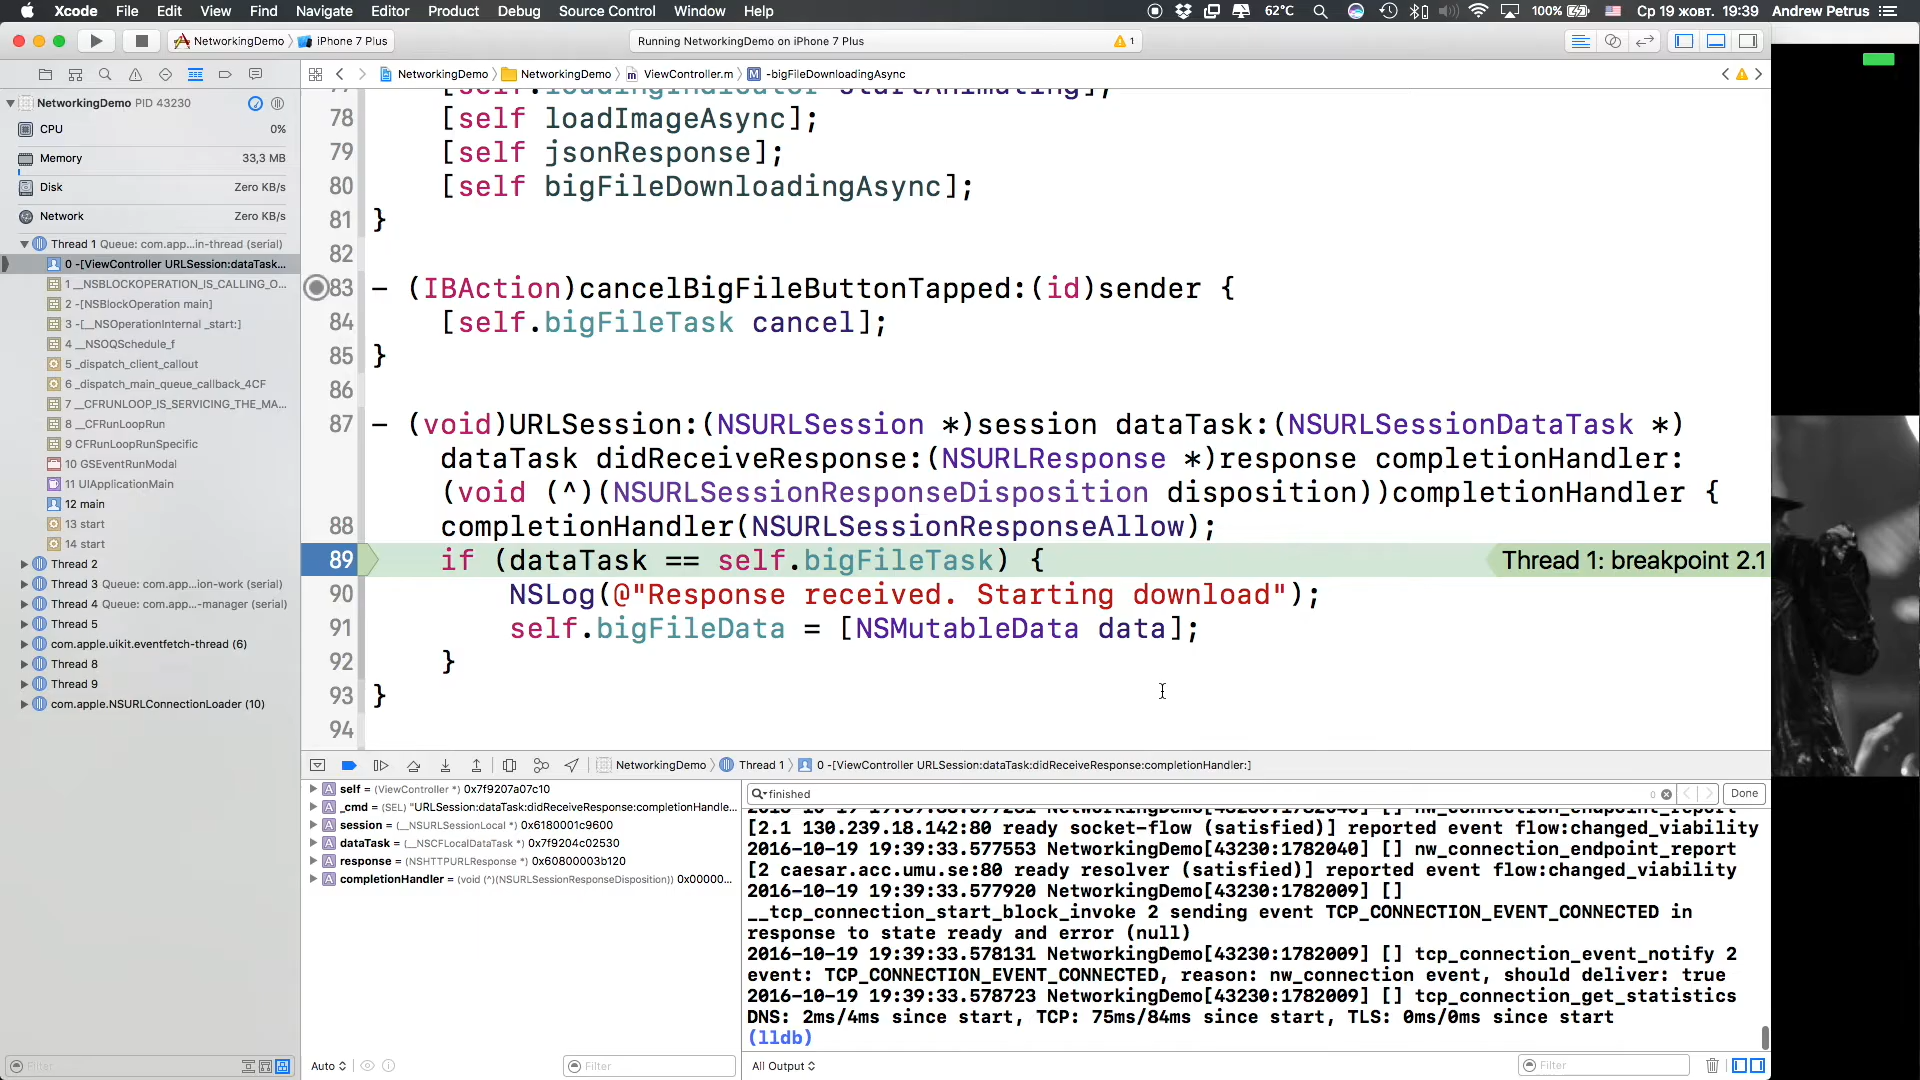 Xcode File Edit View Find Navigate Editor Product Debug Source Control Window Help 62°C 100% Ср 19 жовт. 19:39 Andrew Petrus
NetworkingDemo iPhone 7 Plus Running NetworkingDemo on iPhone 7 Plus 1
NetworkingDemo NetworkingDemo ViewController.m M -bigFileDownloadingAsync
NetworkingDemo PID 43230
CPU 0%
Memory 33,3 MB
Disk Zero KB/s
Network Zero KB/s
Thread 1 Queue: com.app...in-thread (serial)
0 -[ViewController URLSession:dataTask...
1 __NSBLOCKOPERATION_IS_CALLING_O...
2 -[NSBlockOperation main]
3 -[__NSOperationInternal _start:]
4 __NSOQSchedule_f
5 _dispatch_client_callout
6 _dispatch_main_queue_callback_4CF
7 __CFRUNLOOP_IS_SERVICING_THE_MA...
8 __CFRunLoopRun
9 CFRunLoopRunSpecific
10 GSEventRunModal
11 UIApplicationMain
12 main
13 start
14 start
Thread 2
Thread 3 Queue: com.app...ion-work (serial)
Thread 4 Queue: com.app...-manager (serial)
Thread 5
com.apple.uikit.eventfetch-thread (6)
Thread 8
Thread 9
com.apple.NSURLConnectionLoader (10)
Filter
77 [self.loadingIndicator startAnimating];
78 [self loadImageAsync];
79 [self jsonResponse];
80 [self bigFileDownloadingAsync];
81 }
82
83 - (IBAction)cancelBigFileButtonTapped:(id)sender {
84 [self.bigFileTask cancel];
85 }
86
87 - (void)URLSession:(NSURLSession *)session dataTask:(NSURLSessionDataTask *)
dataTask didReceiveResponse:(NSURLResponse *)response completionHandler:
(void (^)(NSURLSessionResponseDisposition disposition))completionHandler {
88 completionHandler(NSURLSessionResponseAllow);
89 if (dataTask == self.bigFileTask) { Thread 1: breakpoint 2.1
90 NSLog(@"Response received. Starting download");
91 self.bigFileData = [NSMutableData data];
92 }
93 }
94
NetworkingDemo Thread 1 0 -[ViewController URLSession:dataTask:didReceiveResponse:completionHandler:]
A self = (ViewController *) 0x7f9207a07c10
A _cmd = (SEL) "URLSession:dataTask:didReceiveResponse:completionHandle...
A session = (__NSURLSessionLocal *) 0x6180001c9600
A dataTask = (__NSCFLocalDataTask *) 0x7f9204c02530
A response = (NSHTTPURLResponse *) 0x60800003b120
A completionHandler = (void (^)(NSURLSessionResponseDisposition)) 0x00000...
Auto Filter
finished 0 Done
[2.1 130.239.18.142:80 ready socket-flow (satisfied)] reported event flow:changed_viability
2016-10-19 19:39:33.577553 NetworkingDemo[43230:1782040] [] nw_connection_endpoint_report
[2 caesar.acc.umu.se:80 ready resolver (satisfied)] reported event flow:changed_viability
2016-10-19 19:39:33.577920 NetworkingDemo[43230:1782009] []
__tcp_connection_start_block_invoke 2 sending event TCP_CONNECTION_EVENT_CONNECTED in
response to state ready and error (null)
2016-10-19 19:39:33.578131 NetworkingDemo[43230:1782009] [] tcp_connection_event_notify 2
event: TCP_CONNECTION_EVENT_CONNECTED, reason: nw_connection event, should deliver: true
2016-10-19 19:39:33.578723 NetworkingDemo[43230:1782009] [] tcp_connection_get_statistics
DNS: 2ms/4ms since start, TCP: 75ms/84ms since start, TLS: 0ms/0ms since start
(lldb)
All Output Filter